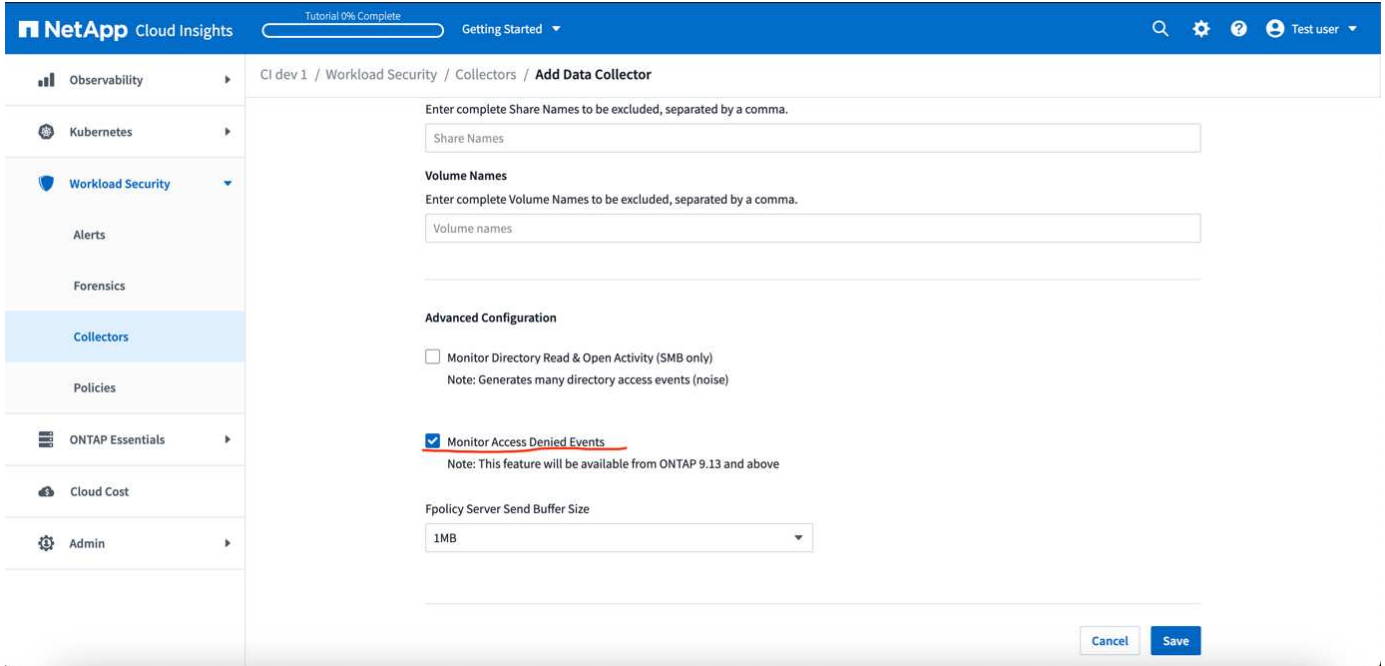 NetApp Cloud Insights
Tutorial 0% Complete
Getting Started
Test user
Observability
Kubernetes
Workload Security
Alerts
Forensics
Collectors
Policies
ONTAP Essentials
Cloud Cost
Admin
CI dev 1 / Workload Security / Collectors / Add Data Collector
Enter complete Share Names to be excluded, separated by a comma.
Share Names
Volume Names
Enter complete Volume Names to be excluded, separated by a comma.
Volume names
Advanced Configuration
Monitor Directory Read & Open Activity (SMB only)
Note: Generates many directory access events (noise)
Monitor Access Denied Events
Note: This feature will be available from ONTAP 9.13 and above
Fpolicy Server Send Buffer Size
1MB
Cancel
Save